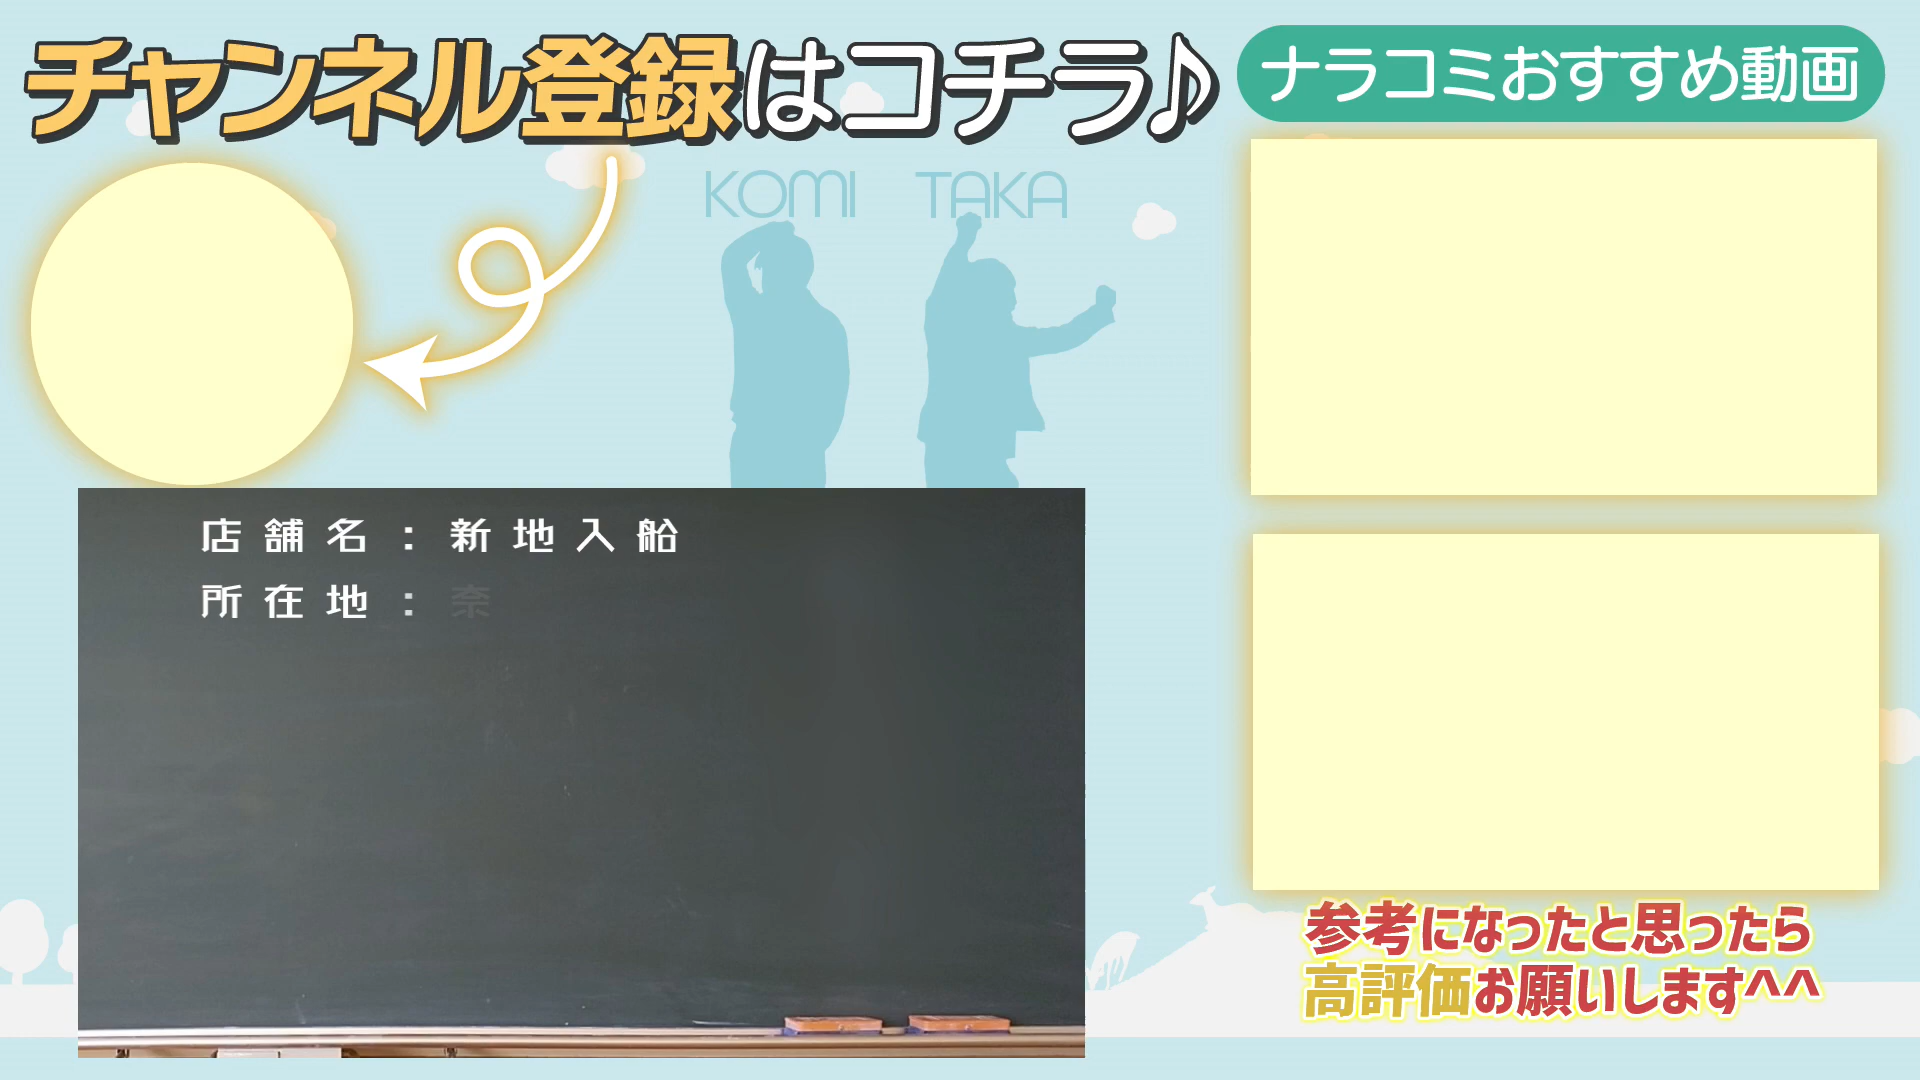 チャンネル登録はコチラ♪
ナラコミおすすめ動画
KOMI TAKA
店舗名：新地入船
所在地：奈
参考になったと思ったら
高評価お願いします^^